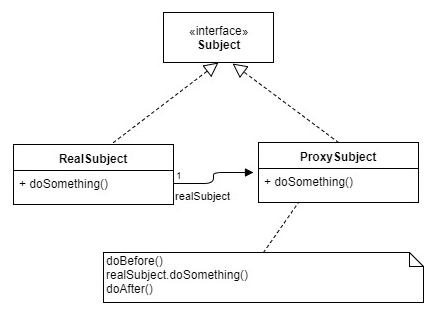 «interface»
Subject
RealSubject
+ doSomething()
ProxySubject
+ doSomething()
1
realSubject
doBefore()
realSubject.doSomething()
doAfter()